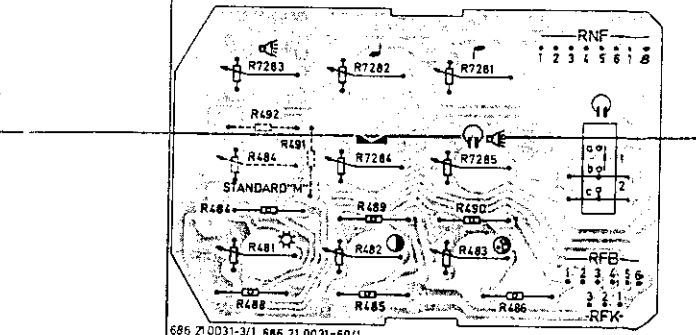 RNF
1 2 3 4 5 6 7 8
R7283 R7282 R7281
R492
R491
R484 R7284 R7285
a 1
b
c 2
STANDARD"M"
R484 R489 R490
R481 R482 R483
RFB
1 2 3 4 5 6
R488 R485 R486
3 2 1
RFK
686 21 0031-3/1 686 21 0031-60/1